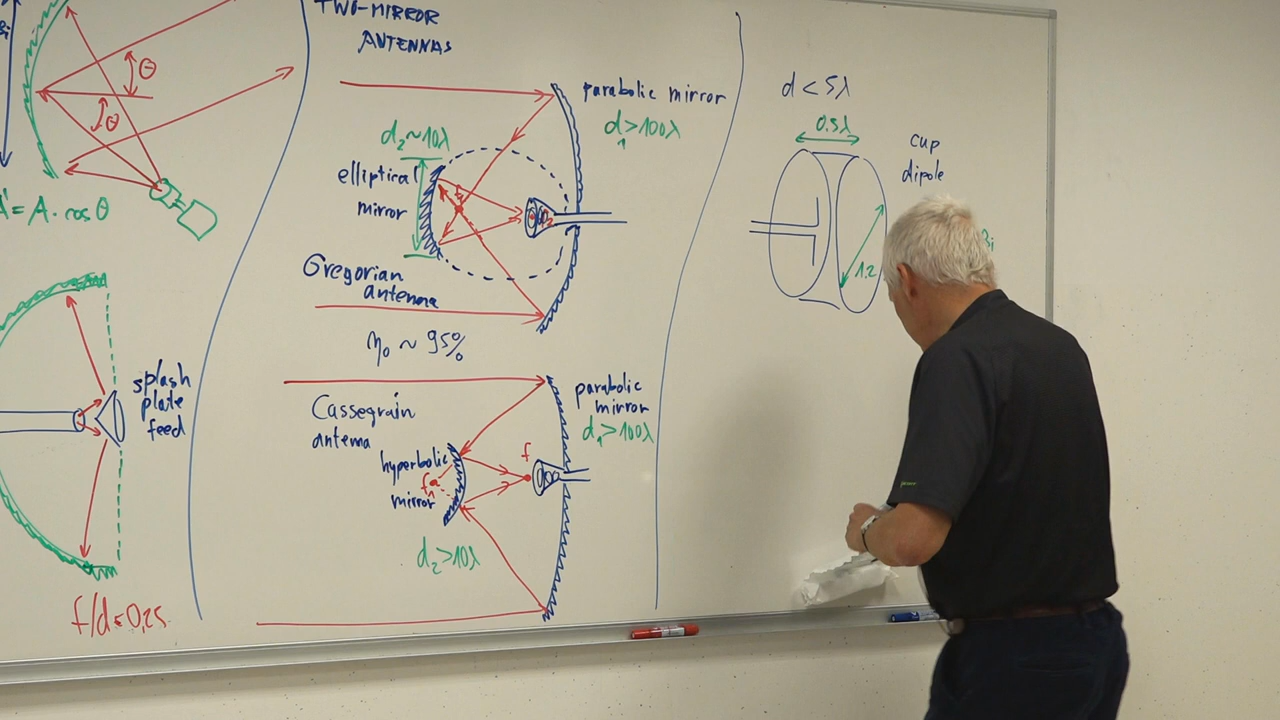 θ
θ
A' = A · cosθ
splash
plate
feed
f/d = 0,25
TWO-MIRROR
ANTENNAS
parabolic mirror
d₁>100λ
d₂~10λ
elliptical
mirror
Gregorian
antenna
η₀ ~ 95%
Cassegrain
antenna
parabolic
mirror
d₁>100λ
hyperbolic
mirror
f
d₂>10λ
d < 5λ
0.5λ
cup
dipole
1.2